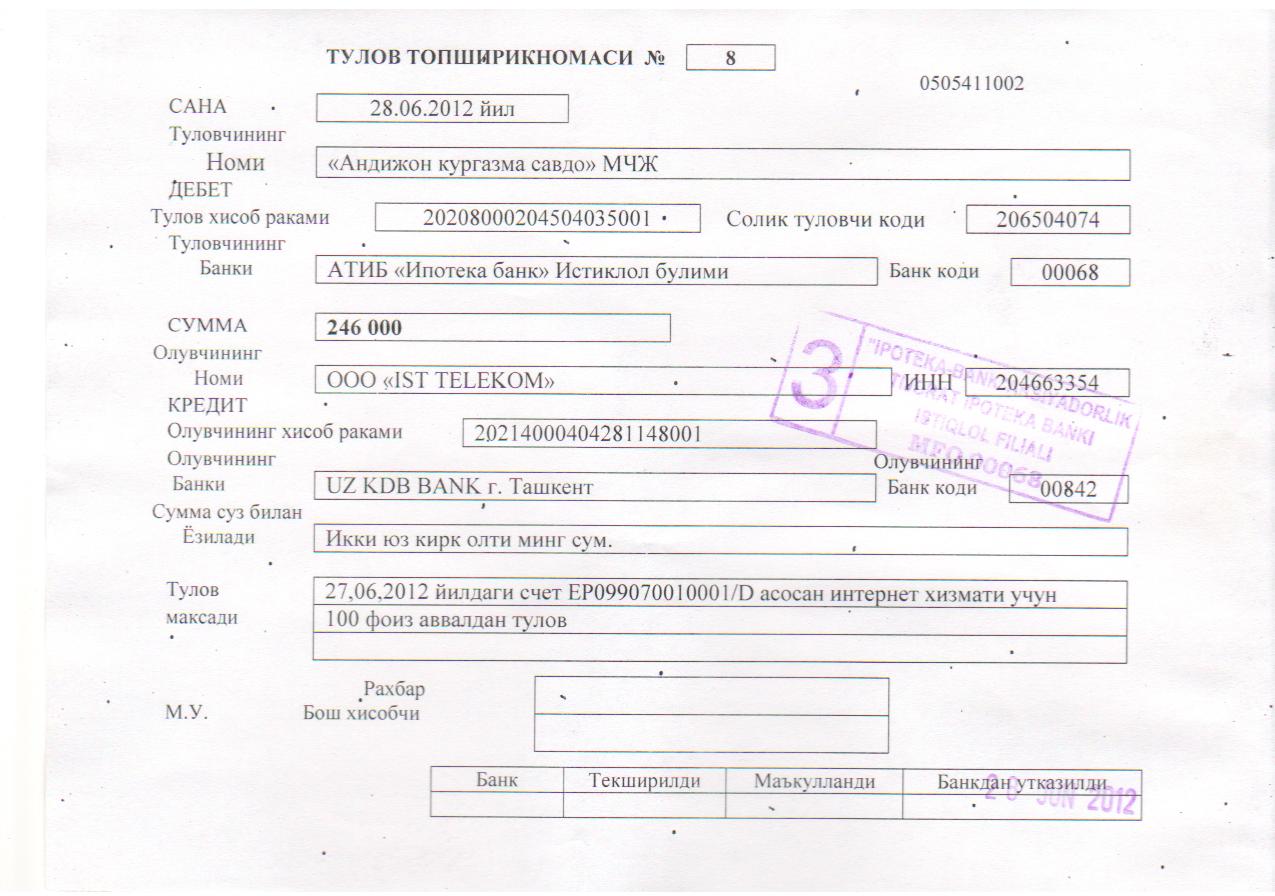 ТУЛОВ ТОПШИРИКНОМАСИ № 8
0505411002
САНА 28.06.2012 йил
Туловчининг
Номи «Андижон кургазма савдо» МЧЖ
ДЕБЕТ
Тулов хисоб раками 20208000204504035001 Солик туловчи коди 206504074
Туловчининг
Банки АТИБ «Ипотека банк» Истиклол булими Банк коди 00068
СУММА 246 000
Олувчининг
Номи ООО «IST TELEKOM» ИНН 204663354
КРЕДИТ
Олувчининг хисоб раками 20214000404281148001
Олувчининг Олувчининг
Банки UZ KDB BANK г. Ташкент Банк коди 00842
Сумма суз билан
Ёзилади Икки юз кирк олти минг сум.
Тулов 27,06,2012 йилдаги счет EP099070010001/D асосан интернет хизмати учун
максади 100 фоиз аввалдан тулов
Рахбар
М.У. Бош хисобчи
Банк Текширилди Маъкулланди Банкдан утказилди
3
"IPOTEKA-BANK" AKSIYADORLIK
TIJORAT IPOTEKA BANKI
ISTIQLOL FILIALI
MFO 00068
28 JUN 2012